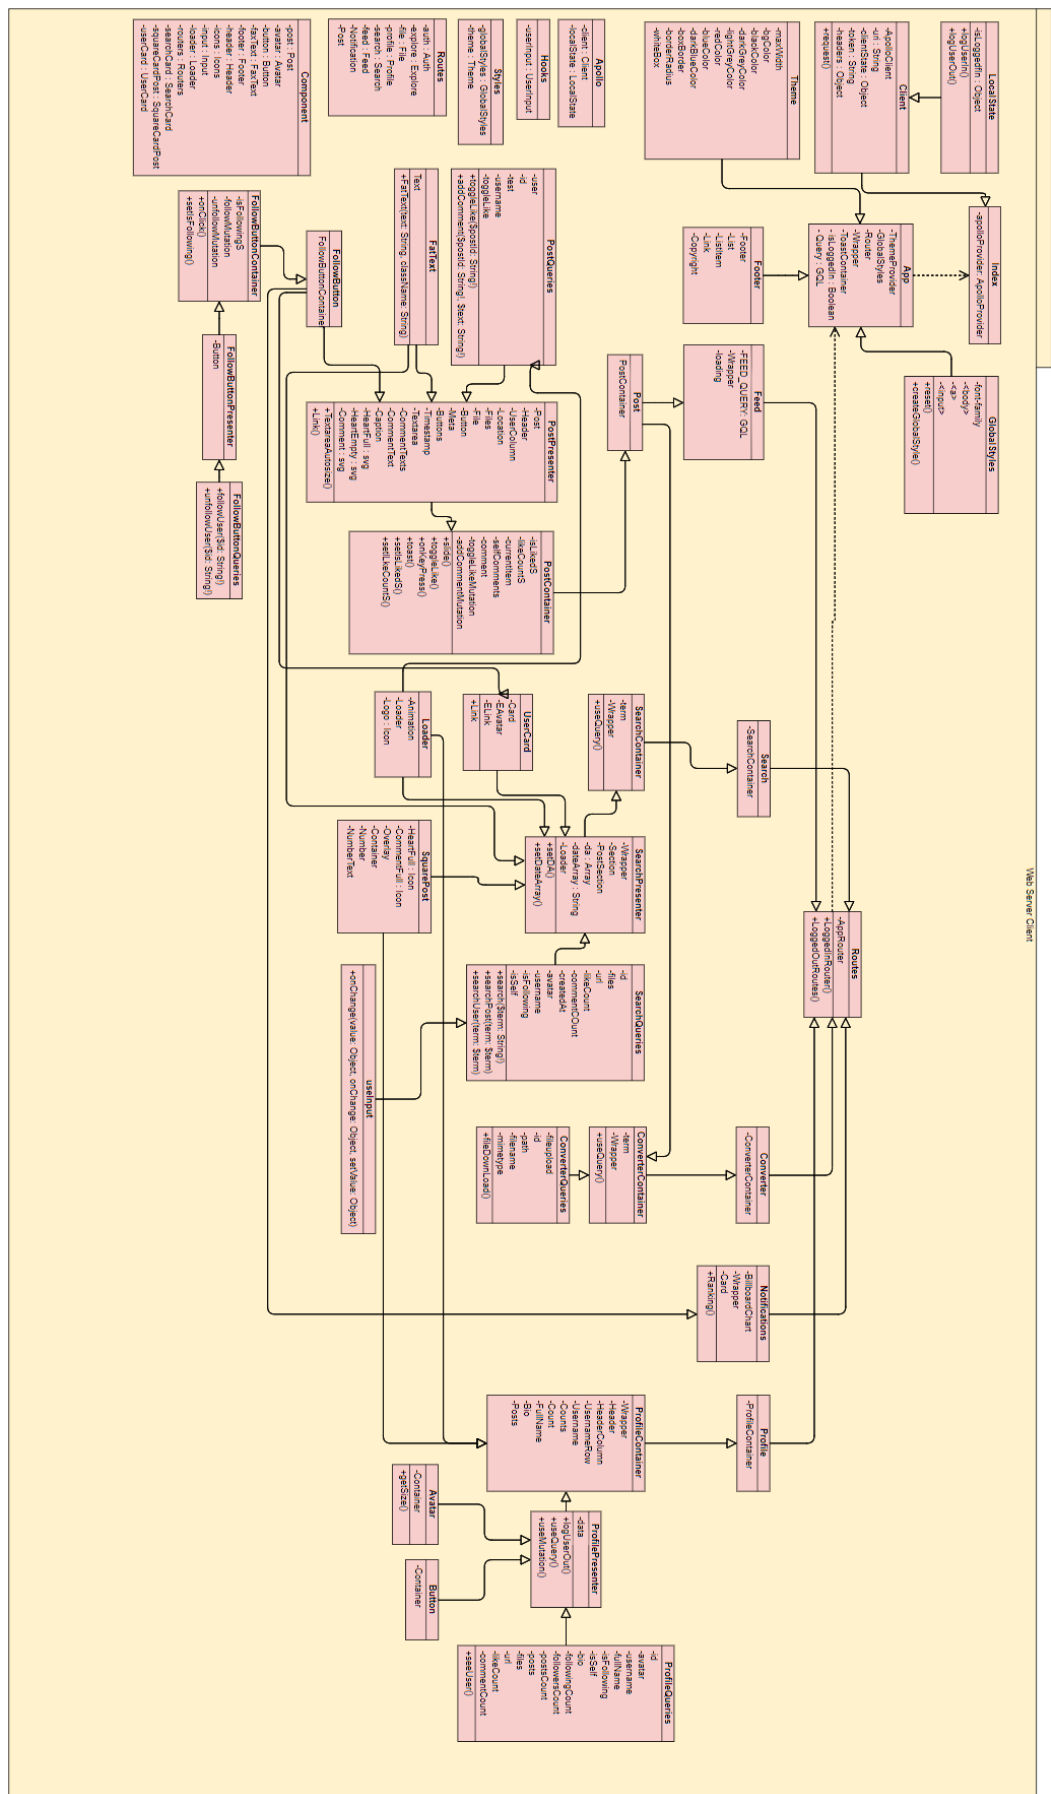 Web Server Client
LocalState
-isLoggedIn : Object
+logUserIn()
+logUserOut()
Client
-ApolloClient
-uri : String
-clientState : Object
-token : String
-headers : Object
+request()
Theme
-maxWidth
-bgColor
-blackColor
-darkGreyColor
-lightGreyColor
-redColor
-blueColor
-darkBlueColor
-boxBorder
-borderRadius
-whiteBox
Apollo
-client : Client
-localState : LocalState
Hooks
-userInput : UserInput
Styles
-globalStyles : GlobalStyles
-theme : Theme
Routes
-auth : Auth
-explore : Explore
-file : File
-profile : Profile
-search : Search
-feed : Feed
-Notification
-Post
Component
-post : Post
-avatar : Avatar
-button : Button
-faxText : FaxText
-footer : Footer
-header : Header
-icons : Icons
-input : Input
-loader : Loader
-routers : Routers
-searchCard : SearchCard
-squareCardPost : SquareCardPost
-userCard : UserCard
Index
-apolloProvider: ApolloProvider
App
-ThemeProvider
-GlobalStyles
-Router
-Wrapper
-ToastContainer
- isLoggedIn : Boolean
- Query : GQL
Footer
-Footer
-List
-ListItem
-Link
-Copyright
GlobalStyles
-font-family
-<body>
-<a>
-<input>
+reset()
+createGlobalStyle()
PostQueries
-user
-id
-test
-username
-toggleLike
+toggleLike($postId: String!)
+addComment($postId: String!, $text: String!)
FatText
Text
+FatText(text: String, className: String)
FollowButton
FollowButtonContainer
FollowButtonContainer
-isFollowingS
-followMutation
-unfollowMutation
+onClick()
+setIsFollowing()
FollowButtonPresenter
-Button
FollowButtonQueries
+followUser($id: String!)
+unfollowUser($id: String!)
Feed
-FEED_QUERY: GQL
-Wrapper
-loading
Post
PostContainer
PostPresenter
-Post
-Header
-UserColumn
-Location
-Files
-File
-Button
-Meta
-Buttons
-Timestamp
-Textarea
-CommentTexts
-CommentText
-Caption
-HeartFull : svg
-HeartEmpty : svg
-Comment : svg
+TextareaAutosize()
+Link()
PostContainer
-isLikedS
-likeCountS
-currentItem
-selfComments
-comment
-toggleLikeMutation
-addCommentMutation
+slide()
+toggleLike()
+onKeyPress()
+toast()
+setIsLikedS()
+setLikeCountS()
Search
-SearchContainer
SearchContainer
-term
-Wrapper
+useQuery()
UserCard
-Card
-EAvatar
-ELink
+Link
Loader
-Animation
-Loader
-Logo : Icon
SearchPresenter
-Wrapper
-Section
-PostSection
-da : Array
-dateArray : String
-Loader
+setDA()
+setDateArray()
SquarePost
-HeartFull : Icon
-CommentFull : Icon
-Overlay
-Container
-Number
-NumberText
Routes
-AppRouter
+LoggedInRouter()
+LoggedOutRoutes()
SearchQueries
-id
-files
-url
-likeCount
-commentCOunt
-createdAt
-avatar
-username
-isFollowing
-isSelf
+search($term: String!)
+searchPost(term: $term)
+searchUser(term: $term)
useInput
+onChange(value: Object, onChange: Object, setValue: Object)
Converter
-ConverterContainer
ConverterContainer
-term
-Wrapper
+useQuery()
ConverterQueries
-fileupload
-id
-path
-filename
-mimetype
+fileDownLoad()
Notifications
-BillboardChart
-Wrapper
-Card
+Ranking()
Profile
-ProfileContainer
ProfileContainer
-Wrapper
-Header
-HeaderColumn
-UsernameRow
-Username
-Counts
-Count
-FullName
-Bio
-Posts
Avatar
-Container
+getSize()
ProfilePresenter
-data
+logUserOut()
+useQuery()
+useMutation()
Button
-Container
ProfileQueries
-id
-avatar
-username
-fullName
-isFollowing
-isSelf
-bio
-followingCount
-followersCount
-postsCount
-posts
-files
-url
-likeCount
-commentCount
+seeUser()